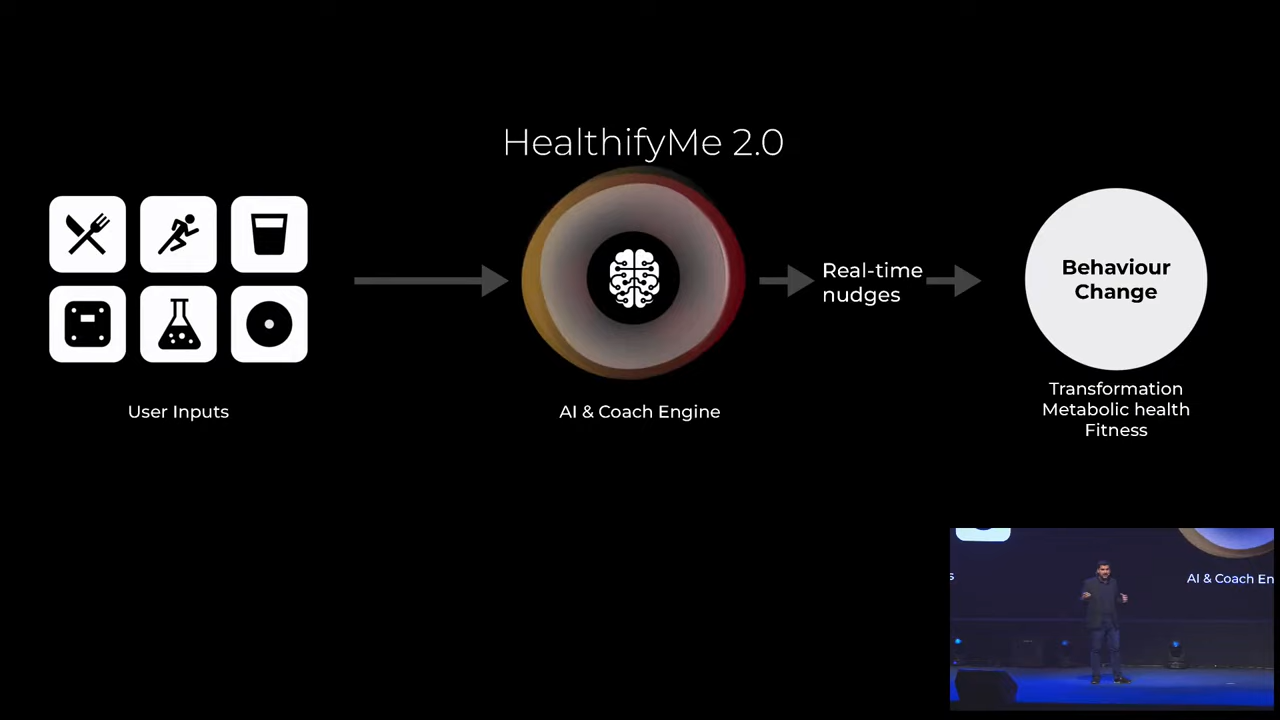 HealthifyMe 2.0
Real-time
nudges
Behaviour
Change
User Inputs
AI & Coach Engine
Transformation
Metabolic health
Fitness
s
AI & Coach En